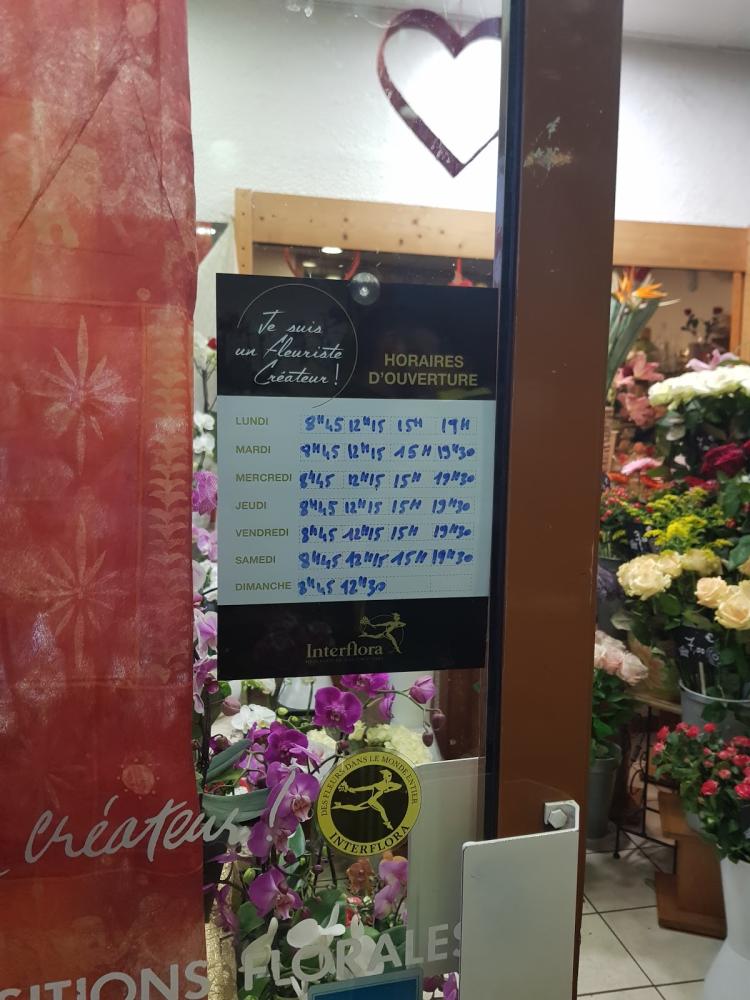 Je suis
un fleuriste
Créateur !
HORAIRES
D'OUVERTURE
LUNDI 8H45 12H15 15H 19H
MARDI 8H45 12H15 15H 19H30
MERCREDI 8H45 12H15 15H 19H30
JEUDI 8H45 12H15 15H 19H30
VENDREDI 8H45 12H15 15H 19H30
SAMEDI 8H45 12H15 15H 19H30
DIMANCHE 8H45 12H30
Interflora
DES FLEURS DANS LE MONDE ENTIER
INTERFLORA
Créateur !
SITIONS FLORALES